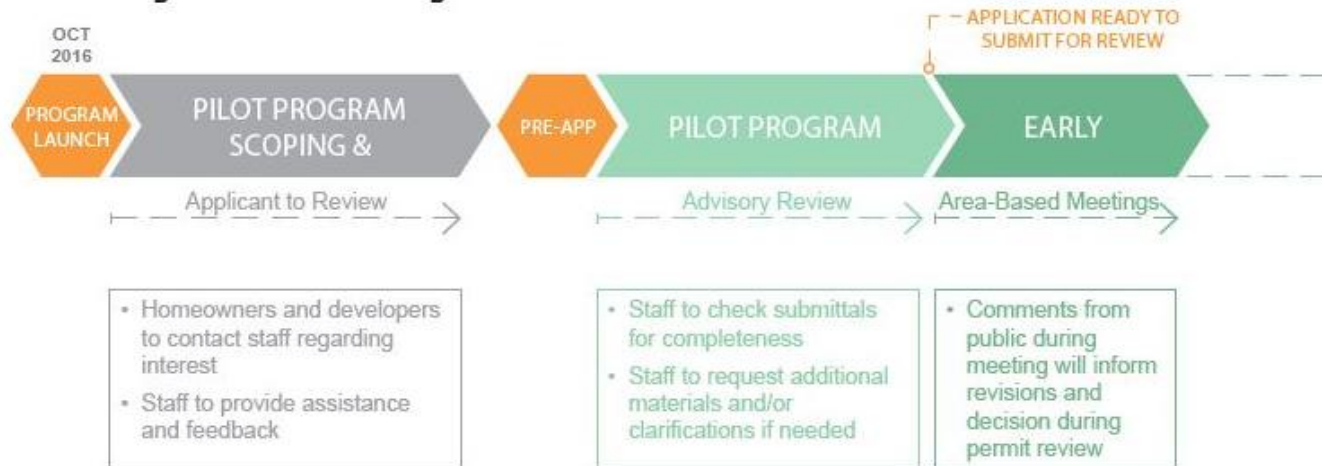 OCT
2016
APPLICATION READY TO
SUBMIT FOR REVIEW
PROGRAM
LAUNCH
PILOT PROGRAM
SCOPING &
PRE-APP
PILOT PROGRAM
EARLY
Applicant to Review
Advisory Review
Area-Based Meetings
• Homeowners and developers
to contact staff regarding
interest
• Staff to provide assistance
and feedback
• Staff to check submittals
for completeness
• Staff to request additional
materials and/or
clarifications if needed
• Comments from
public during
meeting will inform
revisions and
decision during
permit review